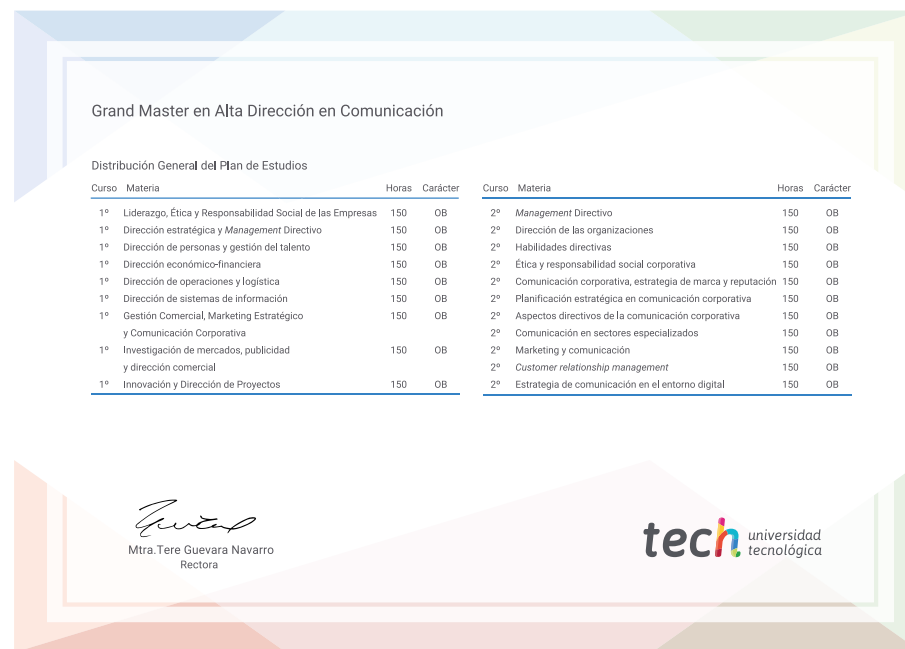 Grand Master en Alta Dirección en Comunicación
Distribución General del Plan de Estudios
Curso Materia Horas Carácter
1º Liderazgo, Ética y Responsabilidad Social de las Empresas 150 OB
1º Dirección estratégica y Management Directivo 150 OB
1º Dirección de personas y gestión del talento 150 OB
1º Dirección económico-financiera 150 OB
1º Dirección de operaciones y logística 150 OB
1º Dirección de sistemas de información 150 OB
1º Gestión Comercial, Marketing Estratégico 150 OB
y Comunicación Corporativa
1º Investigación de mercados, publicidad 150 OB
y dirección comercial
1º Innovación y Dirección de Proyectos 150 OB
Curso Materia Horas Carácter
2º Management Directivo 150 OB
2º Dirección de las organizaciones 150 OB
2º Habilidades directivas 150 OB
2º Ética y responsabilidad social corporativa 150 OB
2º Comunicación corporativa, estrategia de marca y reputación 150 OB
2º Planificación estratégica en comunicación corporativa 150 OB
2º Aspectos directivos de la comunicación corporativa 150 OB
2º Comunicación en sectores especializados 150 OB
2º Marketing y comunicación 150 OB
2º Customer relationship management 150 OB
2º Estrategia de comunicación en el entorno digital 150 OB
Mtra.Tere Guevara Navarro
Rectora
tech universidad
tecnológica